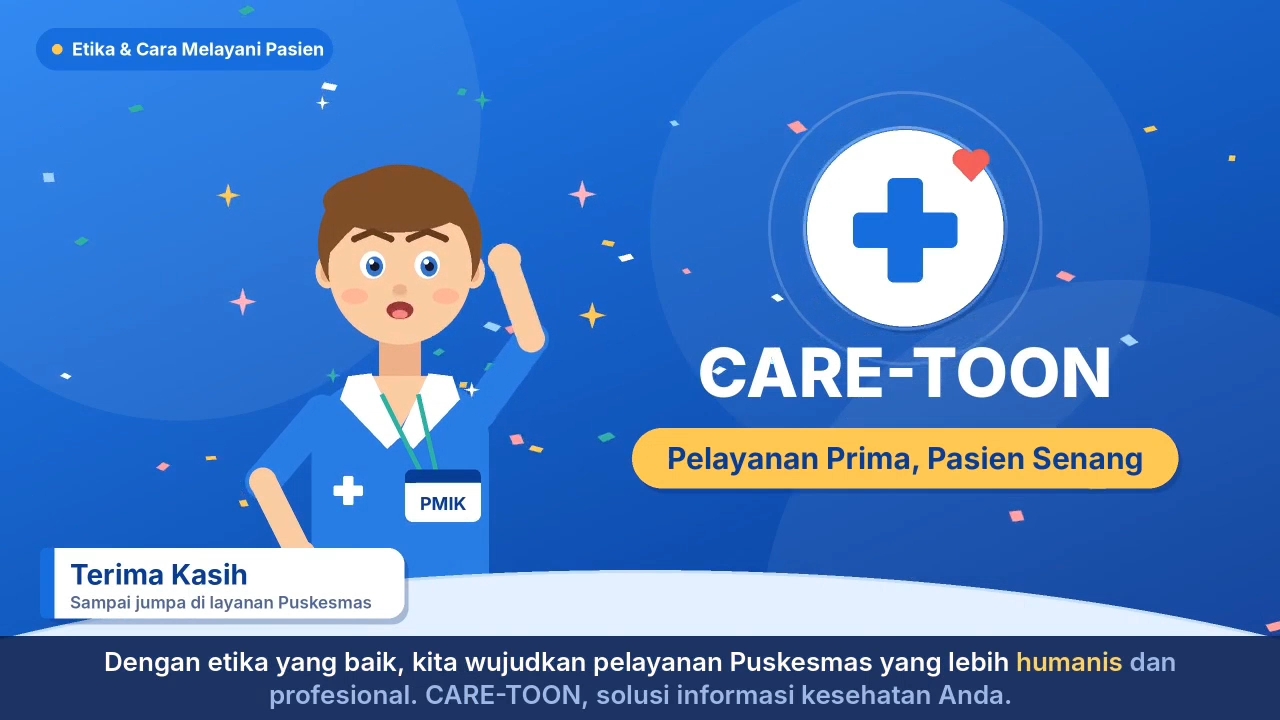 Etika & Cara Melayani Pasien
CARE-TOON
Pelayanan Prima, Pasien Senang
PMIK
Terima Kasih
Sampai jumpa di layanan Puskesmas
Dengan etika yang baik, kita wujudkan pelayanan Puskesmas yang lebih humanis dan
profesional. CARE-TOON, solusi informasi kesehatan Anda.